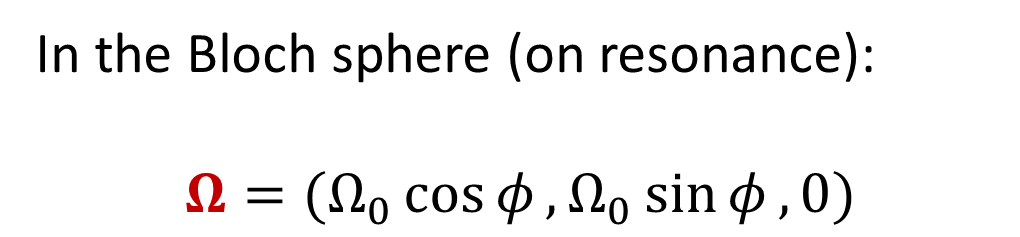 In the Bloch sphere (on resonance):
Ω = (Ω₀ cos ϕ , Ω₀ sin ϕ , 0)